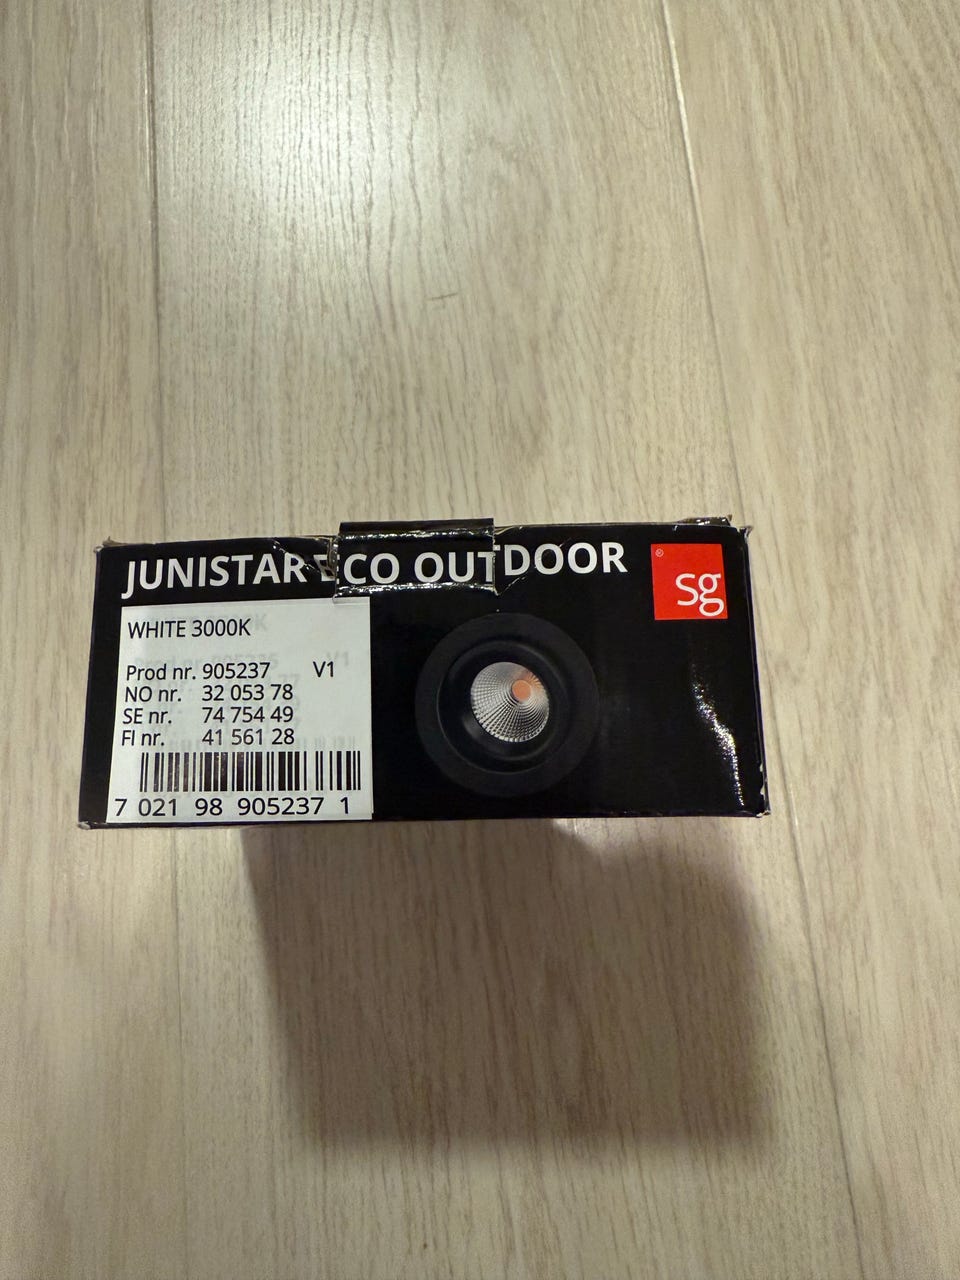 JUNISTAR ECO OUTDOOR
® sg
WHITE 3000K
Prod nr. 905237 V1
NO nr. 32 053 78
SE nr. 74 754 49
FI nr. 41 561 28
7 021 98 905237 1